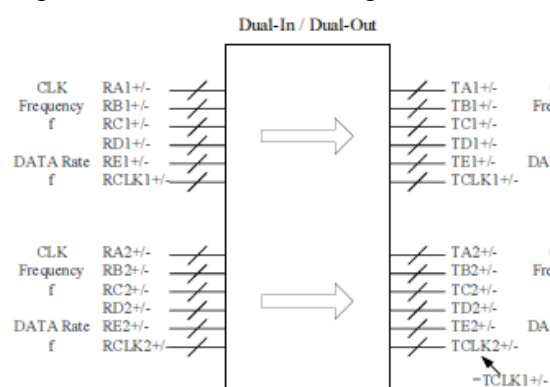 Dual-In / Dual-Out
CLK RA1+/- TA1+/-
Frequency RB1+/- TB1+/-
f RC1+/- TC1+/-
RD1+/- TD1+/-
DATA Rate RE1+/- TE1+/-
f RCLK1+/- TCLK1+/-
CLK RA2+/- TA2+/-
Frequency RB2+/- TB2+/-
f RC2+/- TC2+/-
RD2+/- TD2+/-
DATA Rate RE2+/- TE2+/-
f RCLK2+/- TCLK2+/-
=TCLK1+/-